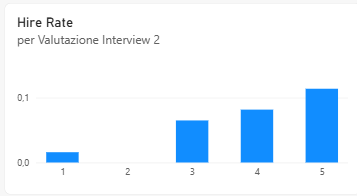 Hire Rate
per Valutazione Interview 2
0,1
0,0
1 2 3 4 5